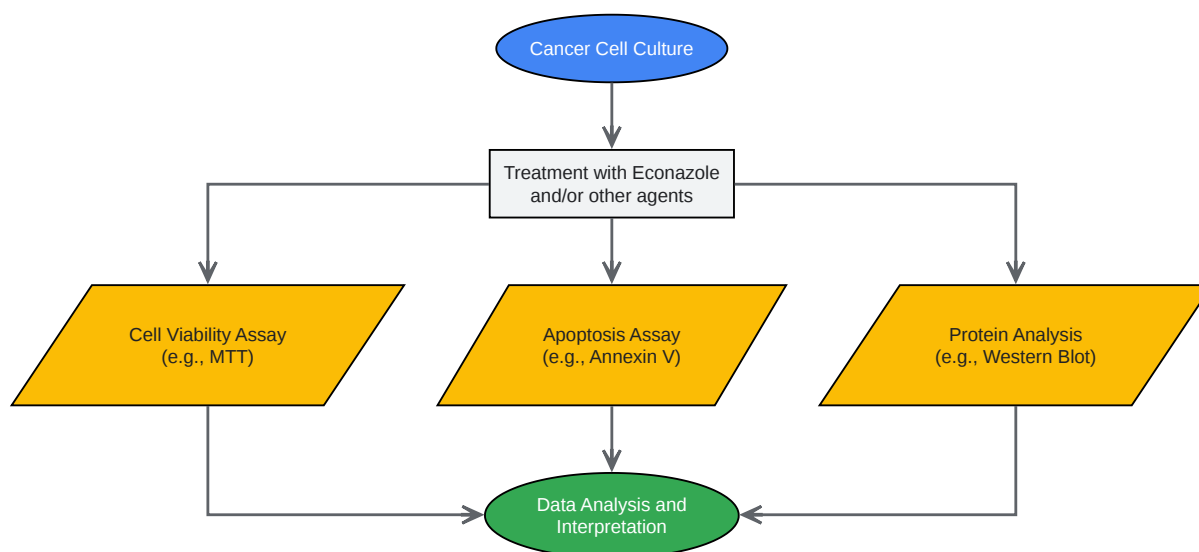 Cancer Cell Culture
Treatment with Econazole
and/or other agents
Cell Viability Assay
(e.g., MTT)
Apoptosis Assay
(e.g., Annexin V)
Protein Analysis
(e.g., Western Blot)
Data Analysis and
Interpretation